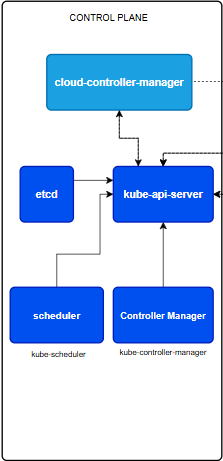 CONTROL PLANE
cloud-controller-manager
etcd
kube-api-server
scheduler
Controller Manager
kube-scheduler
kube-controller-manager